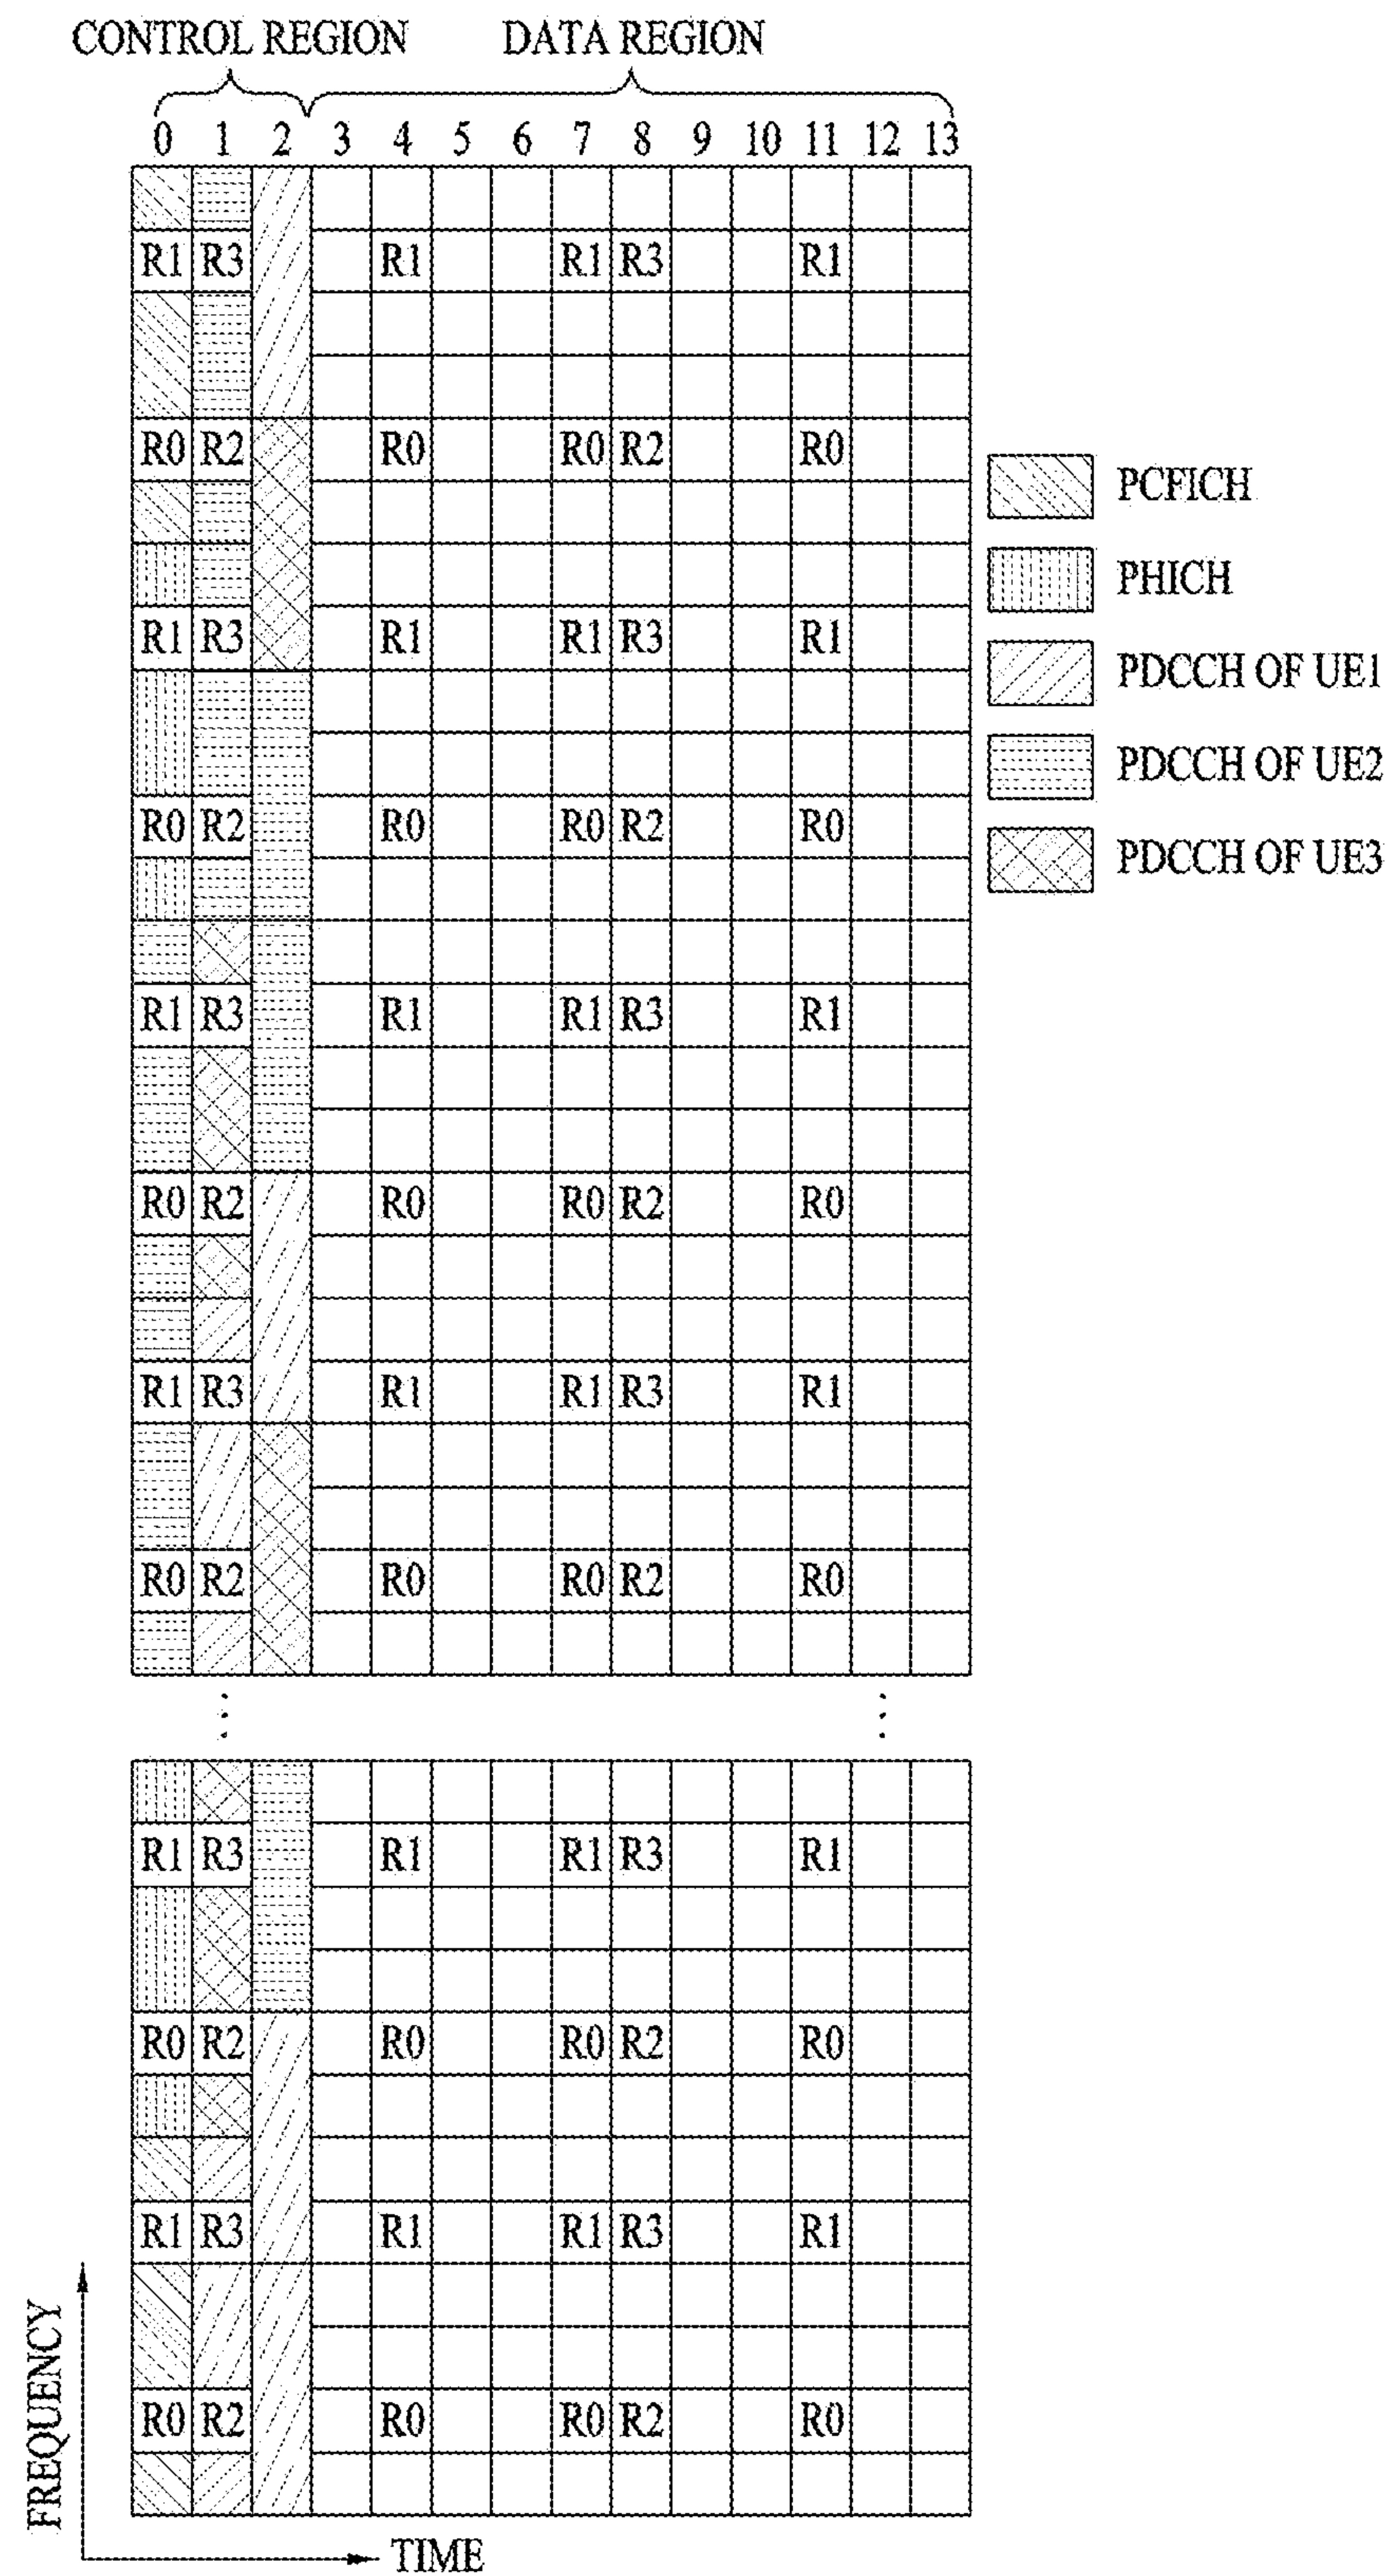 CONTROL REGION DATA REGION
0 1 2 3 4 5 6 7 8 9 10 11 12 13
R1 R3 R1 R1 R3 R1
R0 R2 R0 R0 R2 R0
PCFICH
PHICH
R1 R3 R1 R1 R3 R1
PDCCH OF UE1
PDCCH OF UE2
R0 R2 R0 R0 R2 R0
PDCCH OF UE3
R1 R3 R1 R1 R3 R1
R0 R2 R0 R0 R2 R0
R1 R3 R1 R1 R3 R1
R0 R2 R0 R0 R2 R0
R1 R3 R1 R1 R3 R1
R0 R2 R0 R0 R2 R0
R1 R3 R1 R1 R3 R1
R0 R2 R0 R0 R2 R0
FREQUENCY
TIME